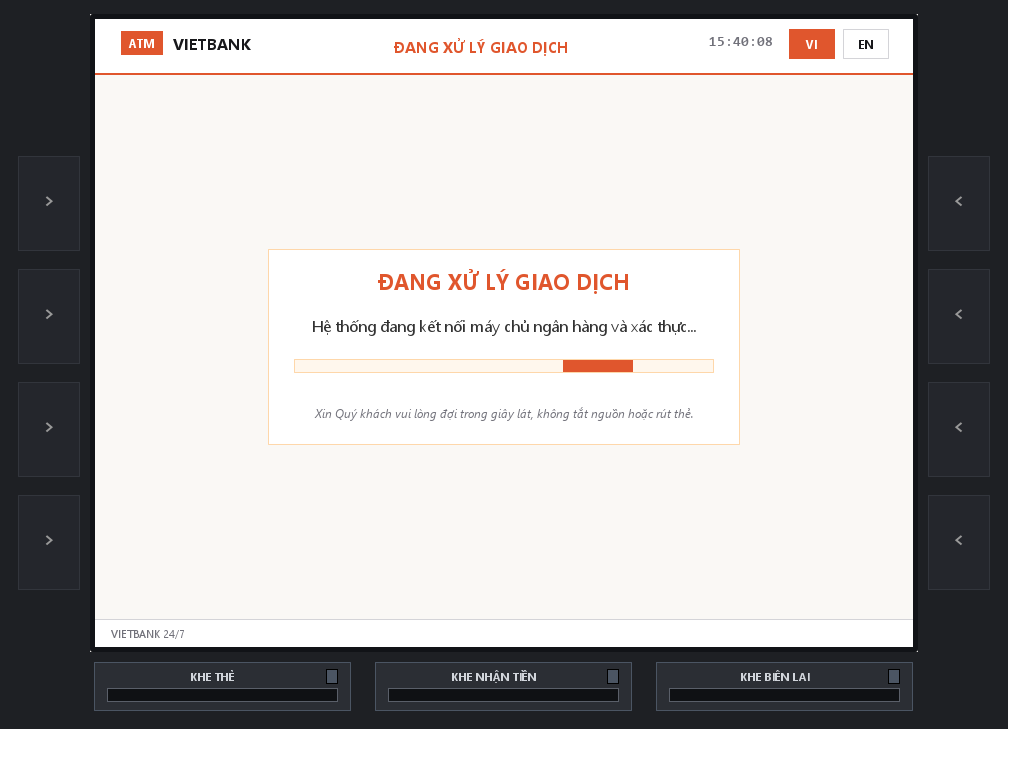 ATM VIETBANK
ĐANG XỬ LÝ GIAO DỊCH
15:40:08
VI
EN
ĐANG XỬ LÝ GIAO DỊCH
Hệ thống đang kết nối máy chủ ngân hàng và xác thực...
Xin Quý khách vui lòng đợi trong giây lát, không tắt nguồn hoặc rút thẻ.
VIETBANK 24/7
KHE THẺ
KHE NHẬN TIỀN
KHE BIÊN LAI